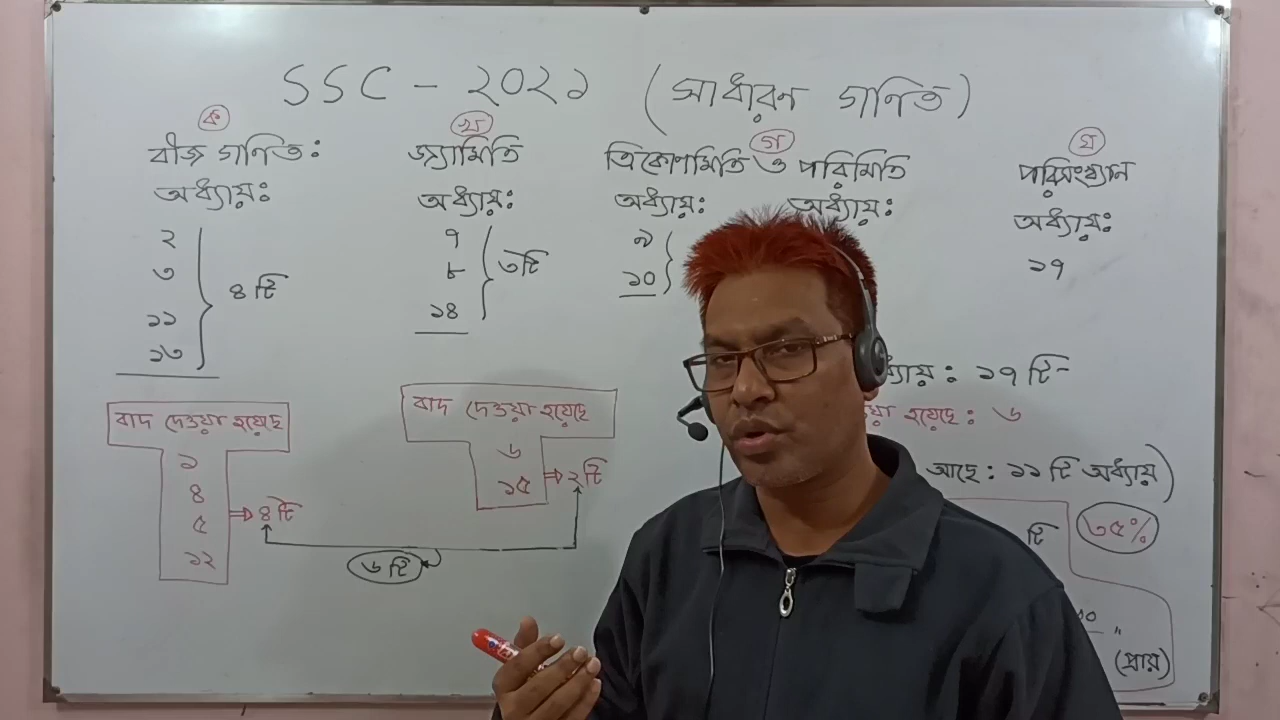 SSC - ২০২১ (সাধারন গণিত)
ক
বীজ গণিত:
অধ্যায়ঃ
২
৩
১১
১৩
৪ টি
বাদ দেওয়া হয়েছে
১
৪
৫
১২
⇒ ৪ টি
খ
জ্যামিতি
অধ্যায়ঃ
৭
৮
১৪
৩টি
বাদ দেওয়া হয়েছে
৬
১৫
⇒ ২ টি
৬ টি
গ
ত্রিকোণমিতি ও পরিমিতি
অধ্যায়ঃ অধ্যায়ঃ
৯
১০
ঘ
পরিসংখ্যান
অধ্যায়ঃ
১৭
: ১৭ টি
হয়েছে: ৬
আছে: ১১ টি অধ্যায়)
টি ৩৫%
(প্রায়)